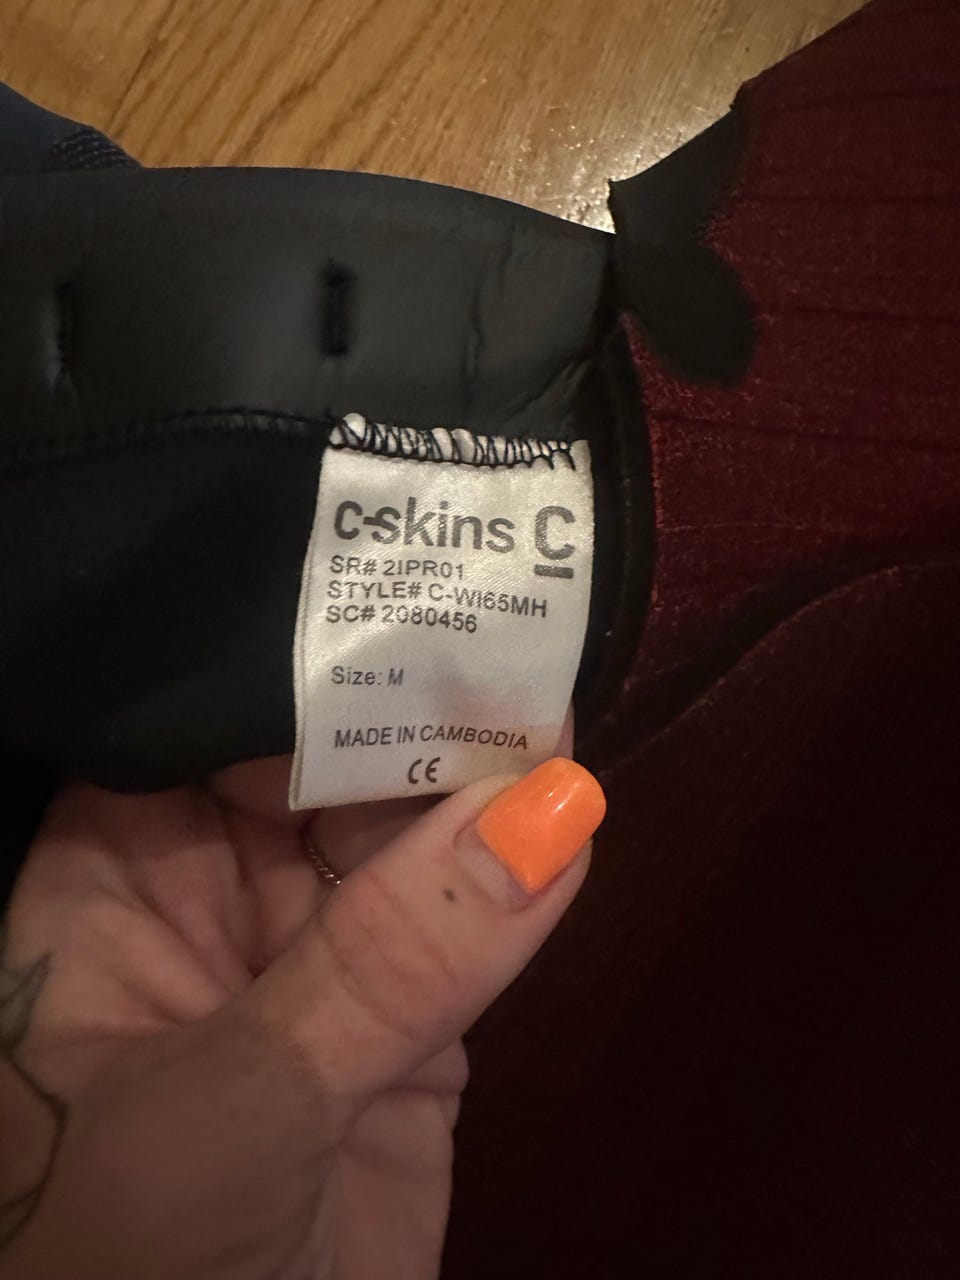 C-skins C
SR# 2IPR01
STYLE# C-WI65MH
SC# 2080456
Size: M
MADE IN CAMBODIA
CE